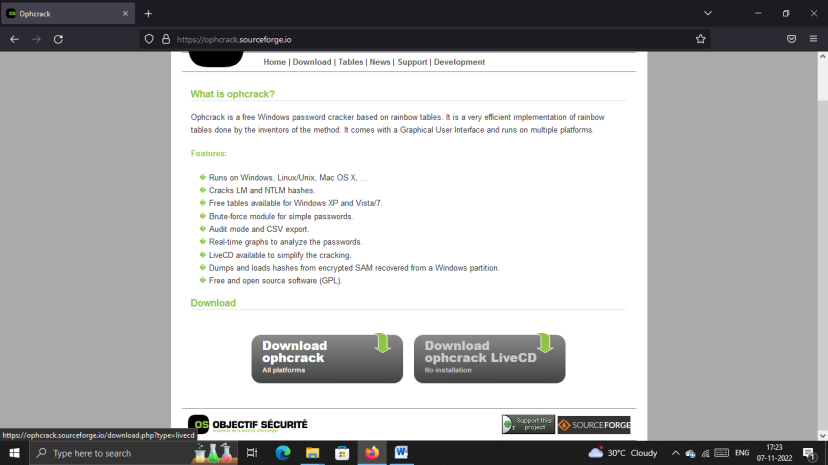 OS Ophcrack
https://ophcrack.sourceforge.io
Home | Download | Tables | News | Support | Development
What is ophcrack?
Ophcrack is a free Windows password cracker based on rainbow tables. It is a very efficient implementation of rainbow
tables done by the inventors of the method. It comes with a Graphical User Interface and runs on multiple platforms.
Features:
Runs on Windows, Linux/Unix, Mac OS X, ...
Cracks LM and NTLM hashes.
Free tables available for Windows XP and Vista/7.
Brute-force module for simple passwords.
Audit mode and CSV export.
Real-time graphs to analyze the passwords.
LiveCD available to simplify the cracking.
Dumps and loads hashes from encrypted SAM recovered from a Windows partition.
Free and open source software (GPL).
Download
Download
ophcrack
All platforms
Download
ophcrack LiveCD
No installation
OS OBJECTIF SÉCURITÉ
Support this
project
SOURCEFORGE
https://ophcrack.sourceforge.io/download.php?type=livecd
Type here to search
W
30°C Cloudy
ENG
17:23
07-11-2022
1